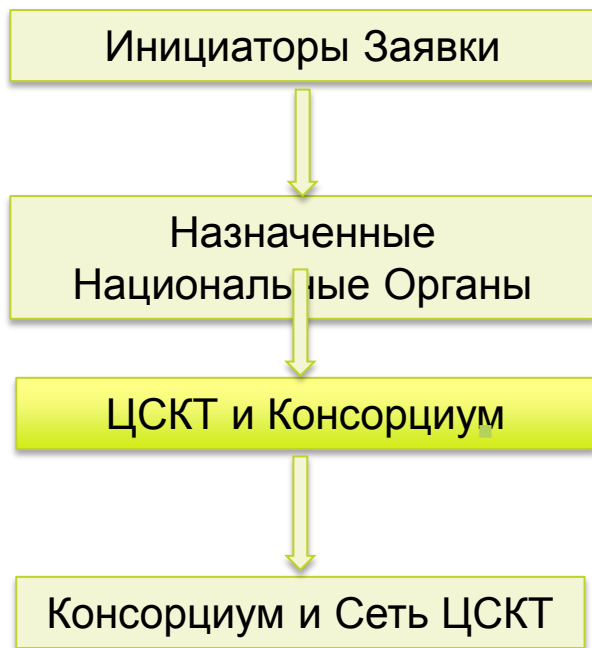 Инициаторы Заявки
Назначенные
Национальные Органы
ЦСКТ и Консорциум
Консорциум и Сеть ЦСКТ